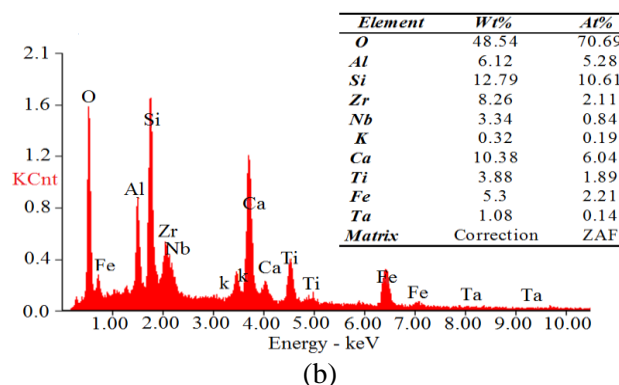 Element Wt% At%
O 48.54 70.69
Al 6.12 5.28
Si 12.79 10.61
Zr 8.26 2.11
Nb 3.34 0.84
K 0.32 0.19
Ca 10.38 6.04
Ti 3.88 1.89
Fe 5.3 2.21
Ta 1.08 0.14
Matrix Correction ZAF
2.1
1.6
1.2
KCnt
0.8
0.4
0.0
O
Fe
Al
Si
Zr
Nb
k
k
Ca
Ca
Ti
Ti
Fe
Fe
Ta
Ta
1.00 2.00 3.00 4.00 5.00 6.00 7.00 8.00 9.00 10.00
Energy - keV
(b)